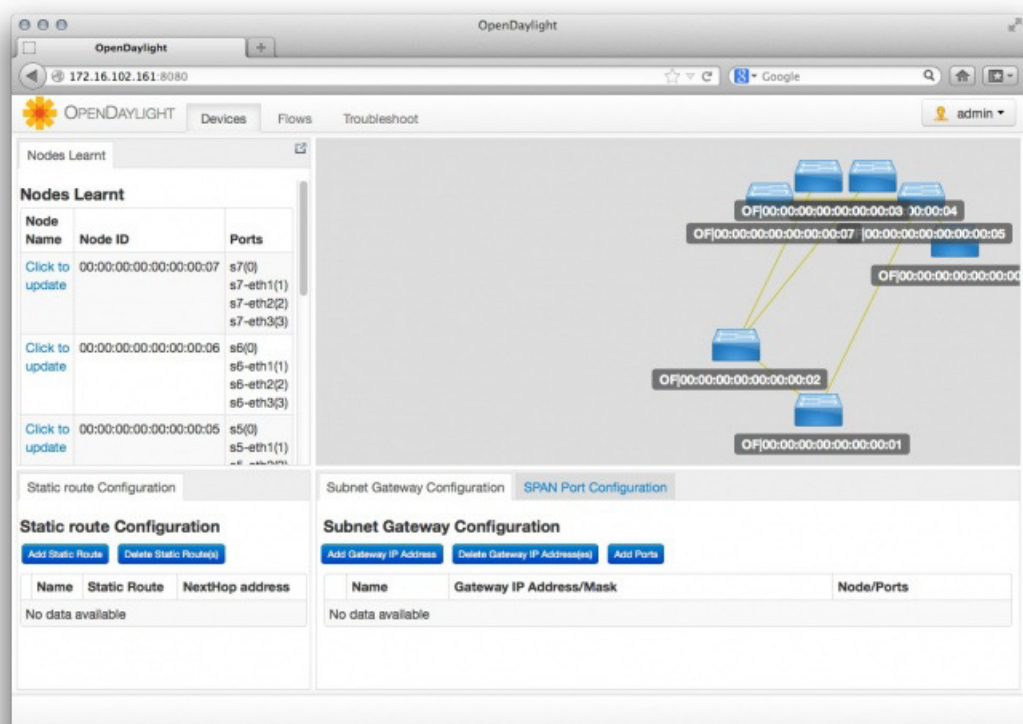 OpenDaylight
OpenDaylight
172.16.102.161:8080
Google
OPENDAYLIGHT
Devices
Flows
Troubleshoot
admin
Nodes Learnt
Nodes Learnt
Node Name Node ID Ports
Click to update 00:00:00:00:00:00:00:07 s7(0)
s7-eth1(1)
s7-eth2(2)
s7-eth3(3)
Click to update 00:00:00:00:00:00:00:06 s6(0)
s6-eth1(1)
s6-eth2(2)
s6-eth3(3)
Click to update 00:00:00:00:00:00:00:05 s5(0)
s5-eth1(1)
OF|00:00:00:00:00:00:00:03 :00:00:04
OF|00:00:00:00:00:00:00:07 |00:00:00:00:00:00:00:05
OF|00:00:00:00:00:00:00
OF|00:00:00:00:00:00:00:02
OF|00:00:00:00:00:00:00:01
Static route Configuration
Static route Configuration
Add Static Route Delete Static Route(s)
Name Static Route NextHop address
No data available
Subnet Gateway Configuration SPAN Port Configuration
Subnet Gateway Configuration
Add Gateway IP Address Delete Gateway IP Address(es) Add Ports
Name Gateway IP Address/Mask Node/Ports
No data available